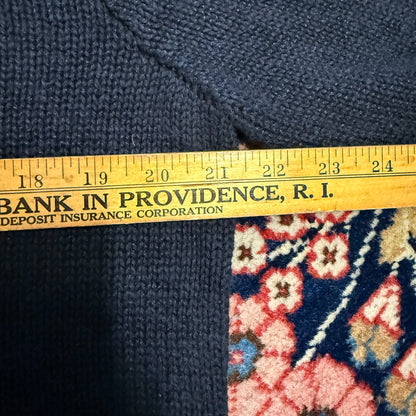 18 19 20 21 22 23 24
BANK IN PROVIDENCE, R. I.
DEPOSIT INSURANCE CORPORATION